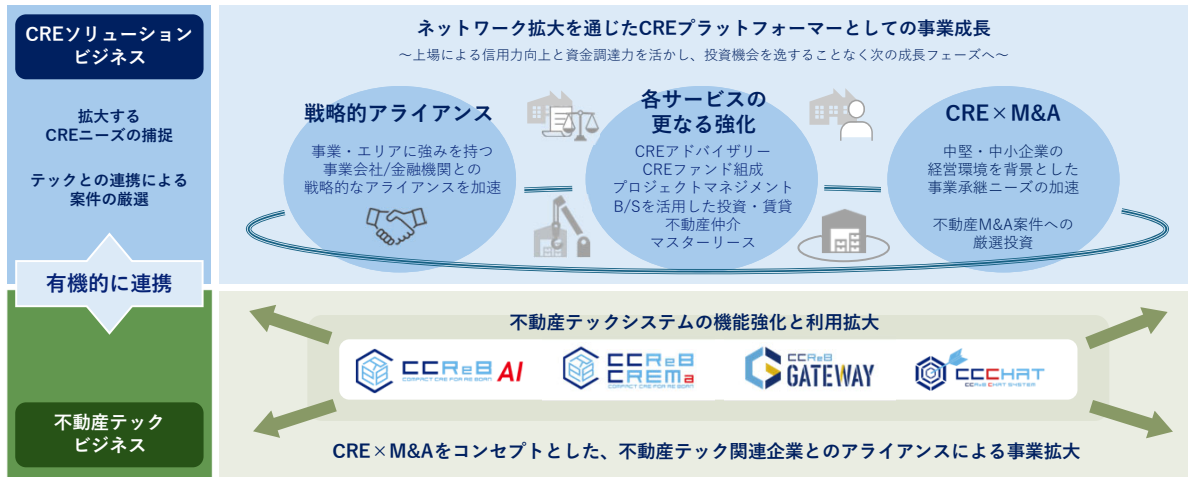 CREソリューション
ビジネス
拡大する
CREニーズの捕捉
テックとの連携による
案件の厳選
有機的に連携
不動産テック
ビジネス
ネットワーク拡大を通じたCREプラットフォーマーとしての事業成長
～上場による信用力向上と資金調達力を活かし、投資機会を逸することなく次の成長フェーズへ～
戦略的アライアンス
事業・エリアに強みを持つ
事業会社/金融機関との
戦略的なアライアンスを加速
各サービスの
更なる強化
CREアドバイザリー
CREファンド組成
プロジェクトマネジメント
B/Sを活用した投資・賃貸
不動産仲介
マスターリース
CRE×M&A
中堅・中小企業の
経営環境を背景とした
事業承継ニーズの加速
不動産M&A案件への
厳選投資
不動産テックシステムの機能強化と利用拡大
CCReB AI
COMPACT CRE FOR RE BORN
CCReB
CREMa
COMPACT CRE FOR RE BORN
CCReB
GATEWAY
CCCHAT
CCReB CHAT SYSTEM
CRE×M&Aをコンセプトとした、不動産テック関連企業とのアライアンスによる事業拡大